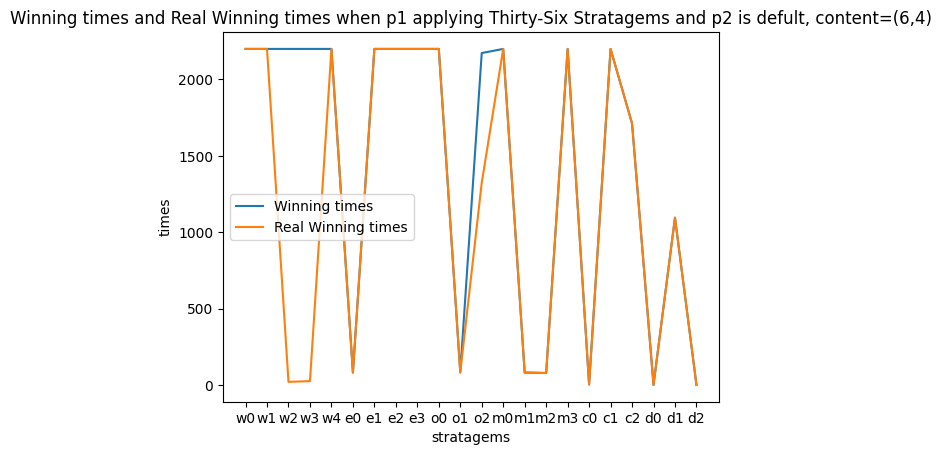 Winning times and Real Winning times when p1 applying Thirty-Six Stratagems and p2 is defult, content=(6,4)
2000
1500
1000
500
0
times
Winning times
Real Winning times
w0 w1 w2 w3 w4 e0 e1 e2 e3 o0 o1 o2 m0 m1 m2 m3 c0 c1 c2 d0 d1 d2
stratagems